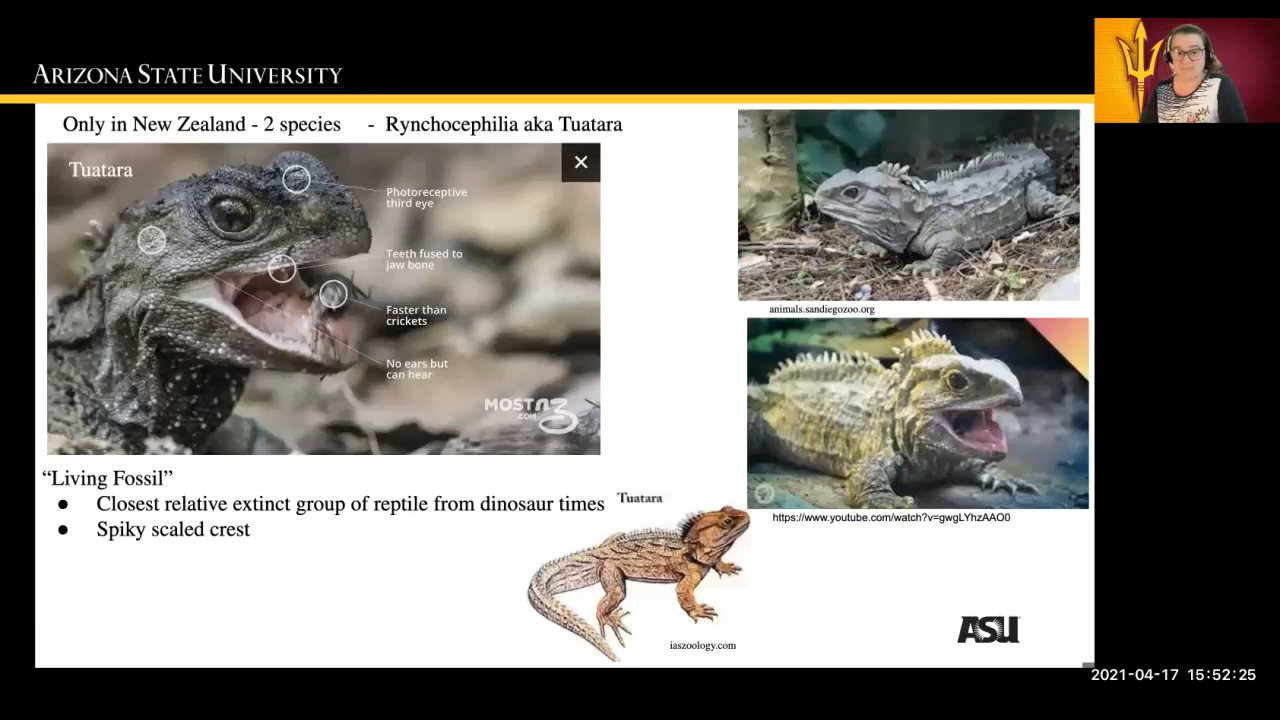 ARIZONA STATE UNIVERSITY
Only in New Zealand - 2 species - Rynchocephilia aka Tuatara
Tuatara
Photoreceptive
third eye
Teeth fused to
jaw bone
Faster than
crickets
No ears but
can hear
MOSTn3
.COM
animals.sandiegozoo.org
https://www.youtube.com/watch?v=gwgLYhzAAO0
“Living Fossil”
● Closest relative extinct group of reptile from dinosaur times
● Spiky scaled crest
Tuatara
iaszoology.com
ASU
2021-04-17 15:52:25